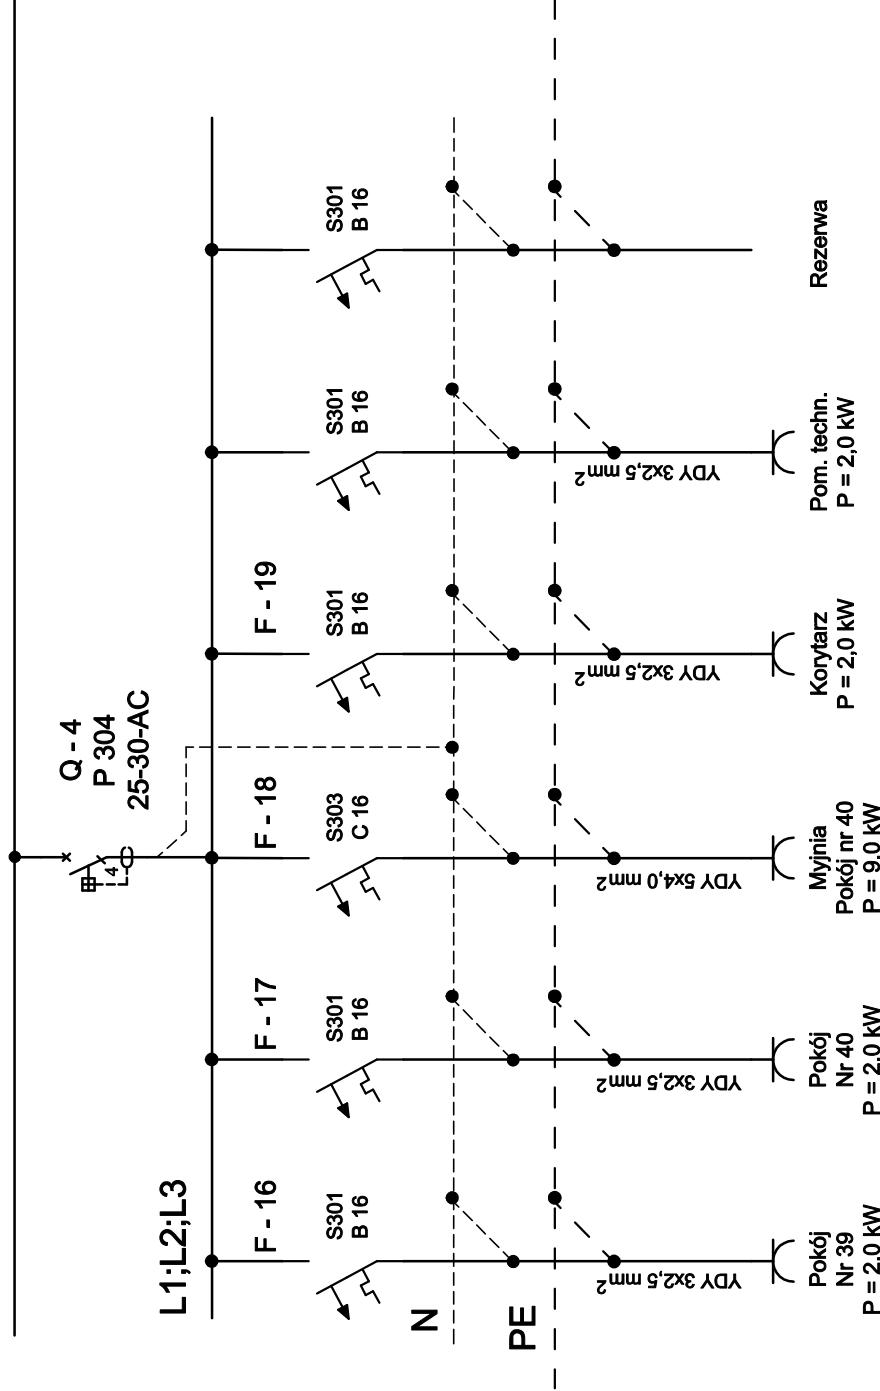 Q - 4
P 304
25-30-AC
4
L1;L2;L3
F - 16
F - 17
F - 18
F - 19
S301
B 16
S301
B 16
S303
C 16
S301
B 16
S301
B 16
S301
B 16
N
PE
YDY 3x2,5 mm²
YDY 3x2,5 mm²
YDY 5x4,0 mm²
YDY 3x2,5 mm²
YDY 3x2,5 mm²
Pokój
Nr 39
P = 2,0 kW
Pokój
Nr 40
P = 2,0 kW
Myjnia
Pokój nr 40
P = 9,0 kW
Korytarz
P = 2,0 kW
Pom. techn.
P = 2,0 kW
Rezerwa